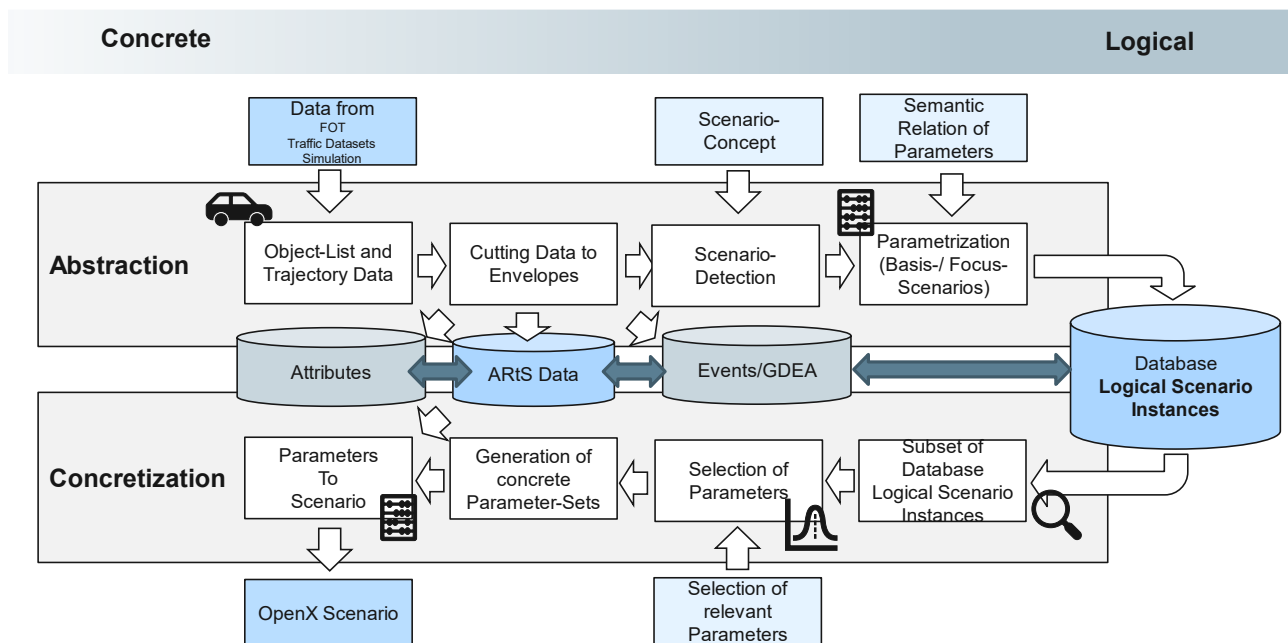 Concrete
Logical
Data from
FOT
Traffic Datasets
Simulation
Scenario-
Concept
Semantic
Relation of
Parameters
Abstraction
Object-List and
Trajectory Data
Cutting Data to
Envelopes
Scenario-
Detection
Parametrization
(Basis-/ Focus-
Scenarios)
Attributes
ARtS Data
Events/GDEA
Database
Logical Scenario
Instances
Concretization
Parameters
To
Scenario
Generation of
concrete
Parameter-Sets
Selection of
Parameters
Subset of
Database
Logical Scenario
Instances
OpenX Scenario
Selection of
relevant
Parameters